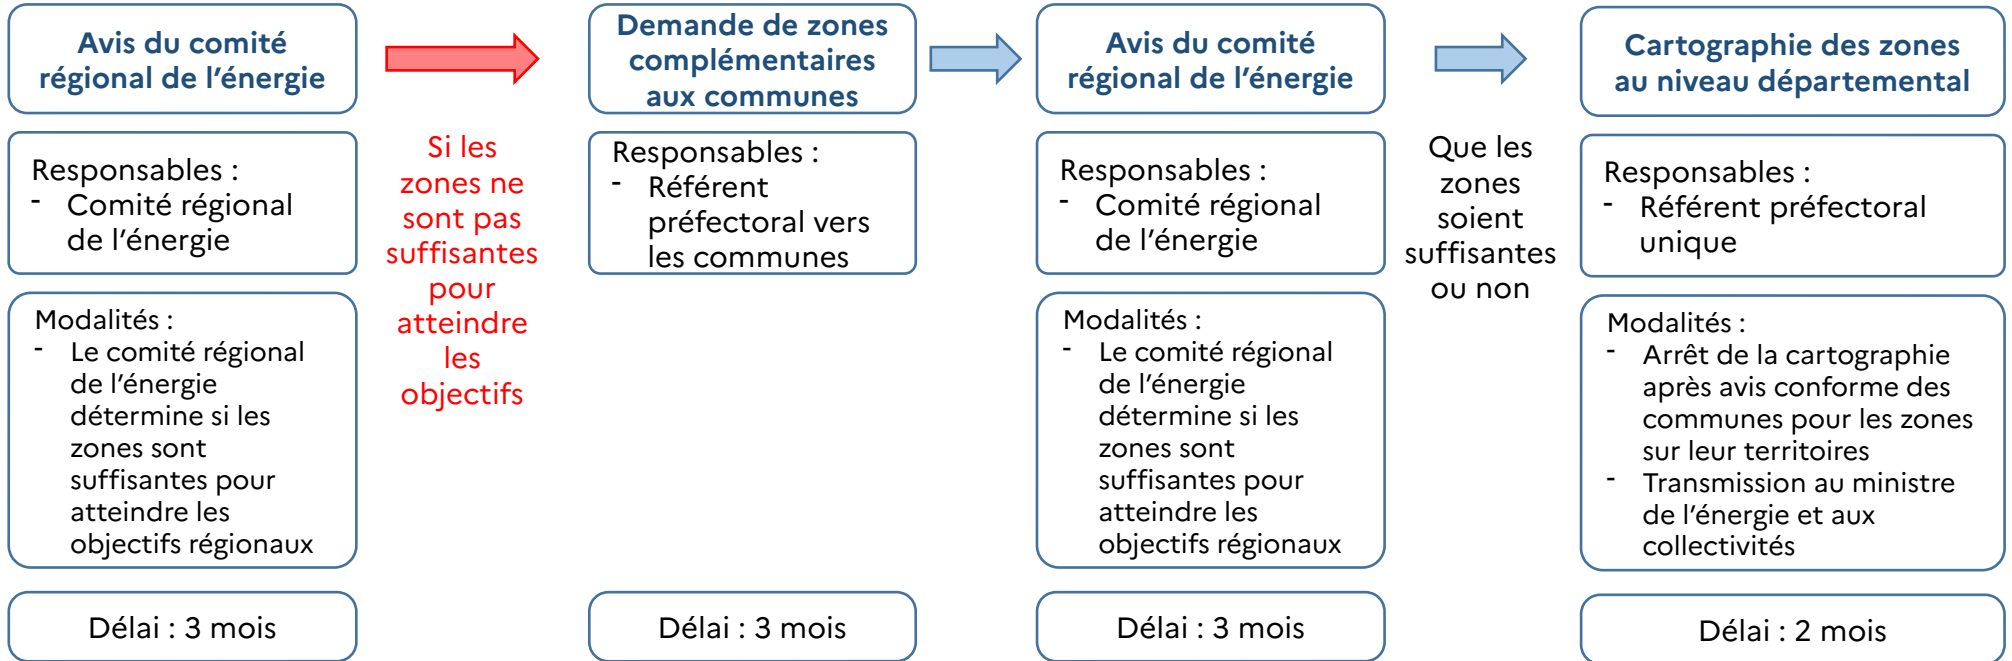 Avis du comité
régional de l'énergie
Responsables :
- Comité régional
de l'énergie
Modalités :
- Le comité régional
de l'énergie
détermine si les
zones sont
suffisantes pour
atteindre les
objectifs régionaux
Délai : 3 mois
Si les
zones ne
sont pas
suffisantes
pour
atteindre
les
objectifs
Demande de zones
complémentaires
aux communes
Responsables :
- Référent
préfectoral vers
les communes
Délai : 3 mois
Avis du comité
régional de l'énergie
Responsables :
- Comité régional
de l'énergie
Modalités :
- Le comité régional
de l'énergie
détermine si les
zones sont
suffisantes pour
atteindre les
objectifs régionaux
Délai : 3 mois
Que les
zones
soient
suffisantes
ou non
Cartographie des zones
au niveau départemental
Responsables :
- Référent préfectoral
unique
Modalités :
- Arrêt de la cartographie
après avis conforme des
communes pour les zones
sur leur territoires
- Transmission au ministre
de l'énergie et aux
collectivités
Délai : 2 mois